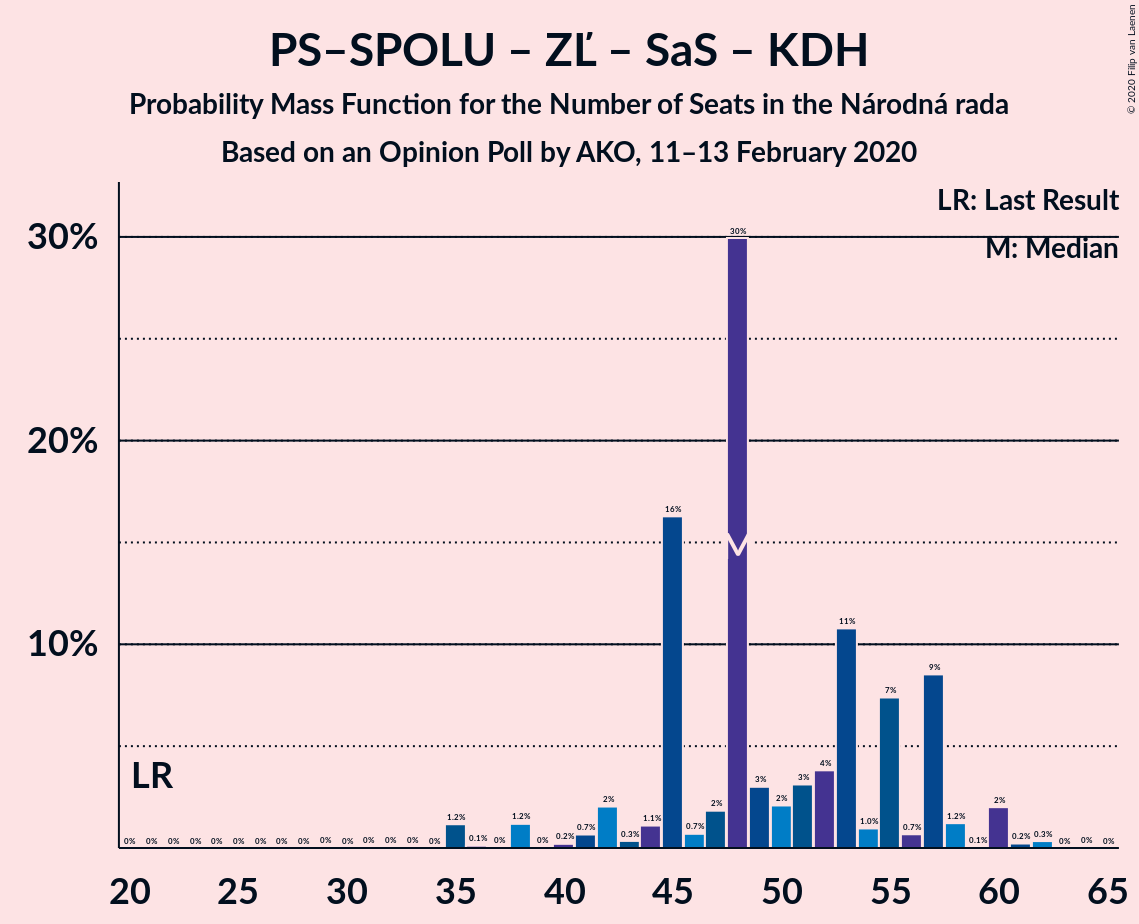 PS–SPOLU – ZĽ – SaS – KDH
Probability Mass Function for the Number of Seats in the Národná rada
Based on an Opinion Poll by AKO, 11–13 February 2020
© 2020 Filip van Laenen
LR: Last Result
M: Median
30%
20%
10%
LR
0% 0% 0% 0% 0% 0% 0% 0% 0% 0% 0% 0% 0% 0% 0% 1.2% 0.1% 0% 1.2% 0% 0.2% 0.7% 2% 0.3% 1.1% 16% 0.7% 2% 30% 3% 2% 3% 4% 11% 1.0% 7% 0.7% 9% 1.2% 0.1% 2% 0.2% 0.3% 0% 0% 0%
20 25 30 35 40 45 50 55 60 65